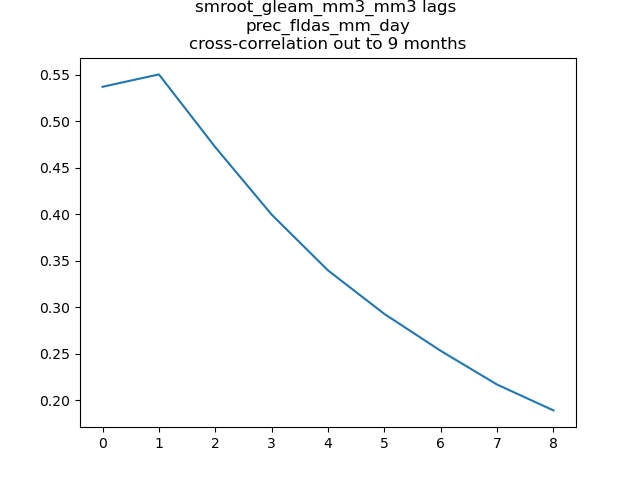 smroot_gleam_mm3_mm3 lags
prec_fldas_mm_day
cross-correlation out to 9 months
0.55
0.50
0.45
0.40
0.35
0.30
0.25
0.20
0 1 2 3 4 5 6 7 8